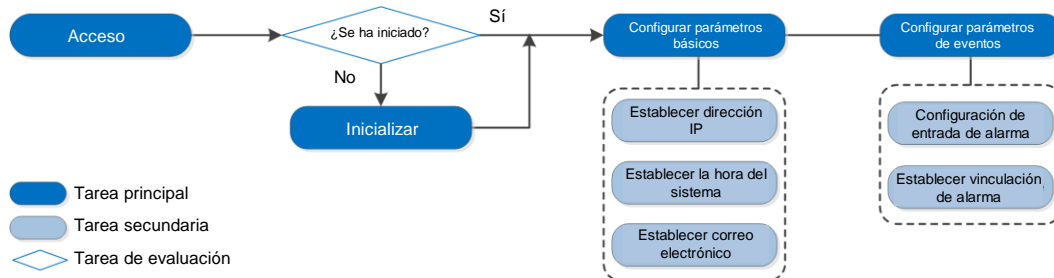 Acceso
¿Se ha iniciado?
Sí
No
Inicializar
Configurar parámetros
básicos
Configurar parámetros
de eventos
Establecer dirección
IP
Establecer la hora del
sistema
Establecer correo
electrónico
Configuración de
entrada de alarma
Establecer vinculación
de alarma
Tarea principal
Tarea secundaria
Tarea de evaluación